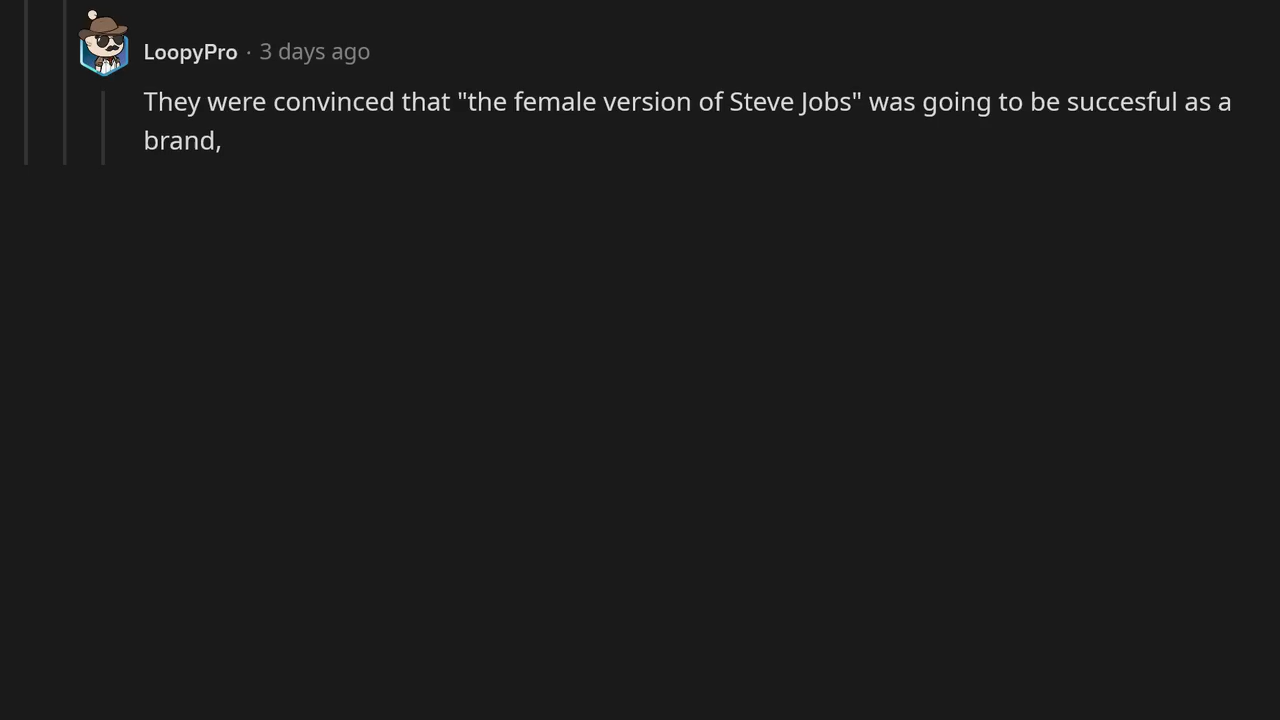 LoopyPro · 3 days ago
They were convinced that "the female version of Steve Jobs" was going to be succesful as a
brand,